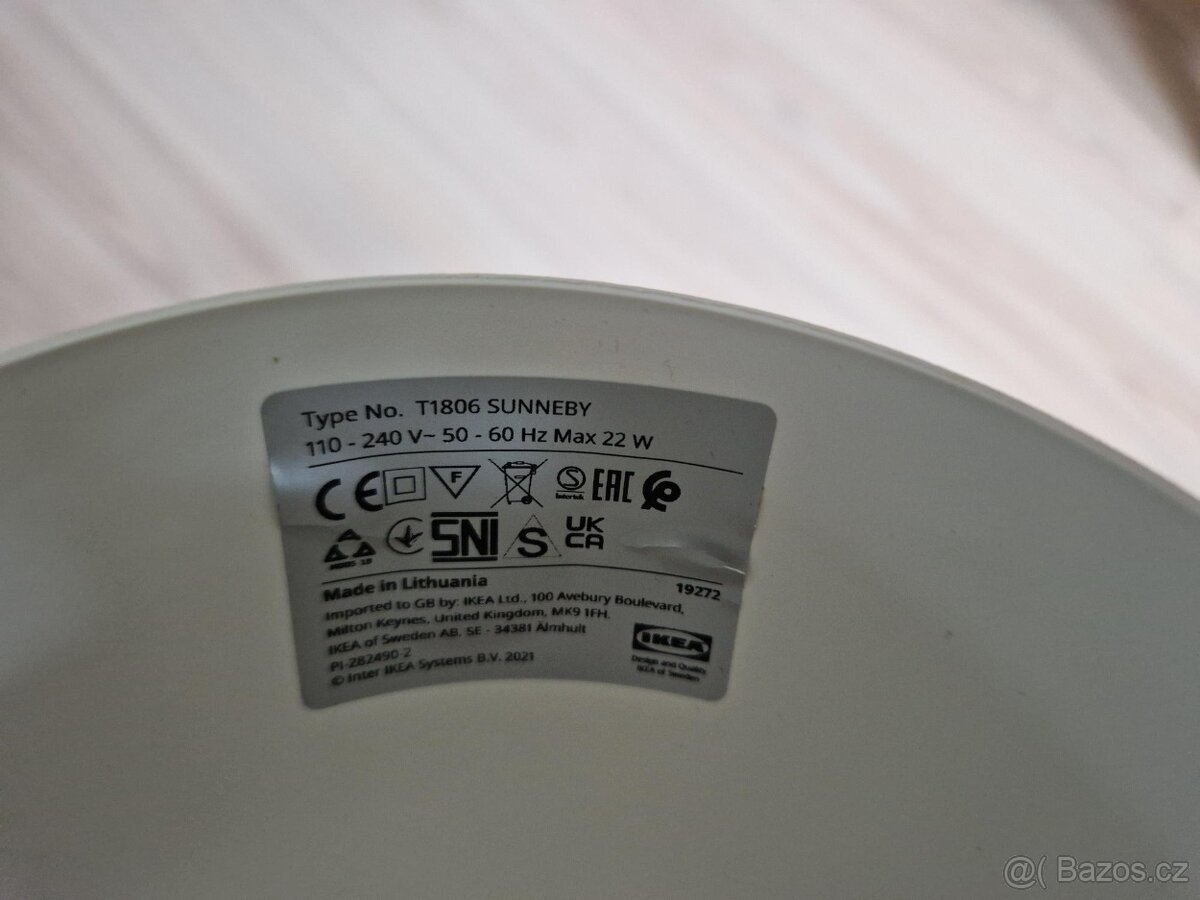 Type No. T1806 SUNNEBY
110 - 240 V~ 50 - 60 Hz Max 22 W
CE F Intertek EAC
SNI S UK CA
Made in Lithuania 19272
Imported to GB by: IKEA Ltd., 100 Avebury Boulevard,
Milton Keynes, United Kingdom, MK9 1FH.
IKEA of Sweden AB, SE - 34381 Älmhult
PI-282490-2
© Inter IKEA Systems B.V. 2021
IKEA
Design and Quality
IKEA of Sweden
@( Bazos.cz